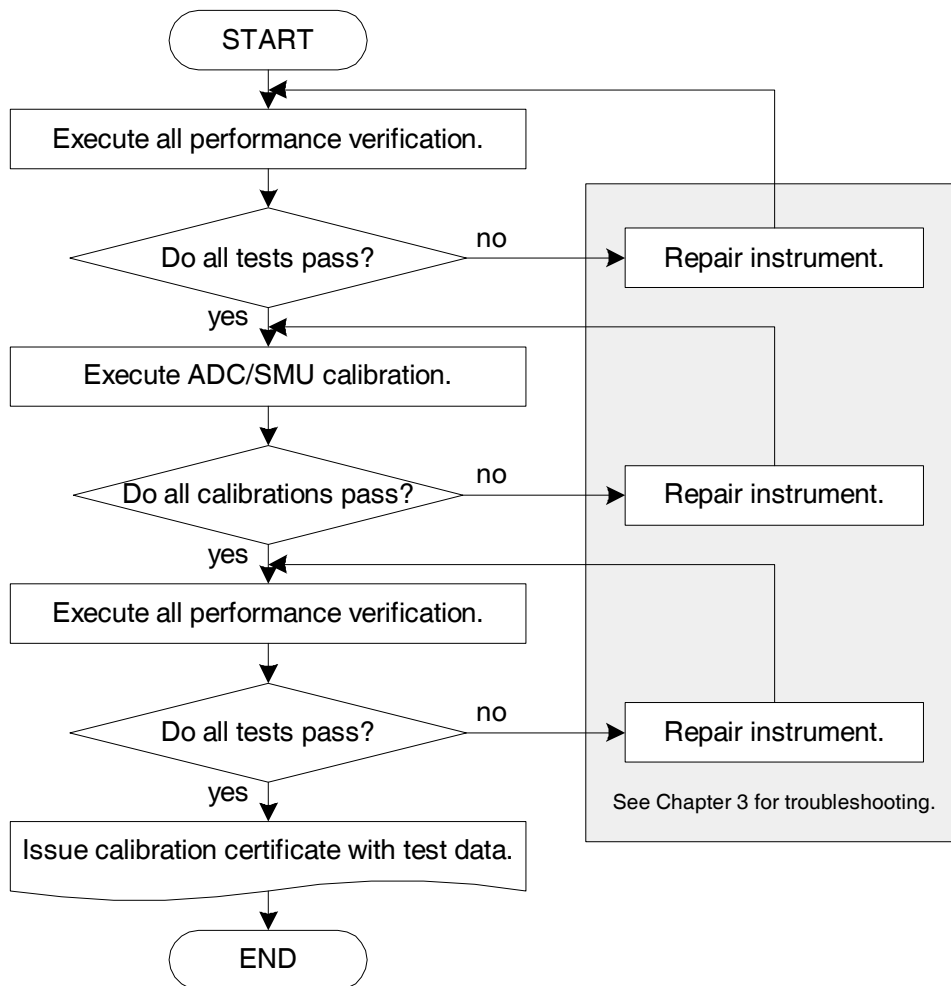 START
Execute all performance verification.
Do all tests pass?
no
Repair instrument.
yes
Execute ADC/SMU calibration.
Do all calibrations pass?
no
Repair instrument.
yes
Execute all performance verification.
Do all tests pass?
no
Repair instrument.
yes
See Chapter 3 for troubleshooting.
Issue calibration certificate with test data.
END